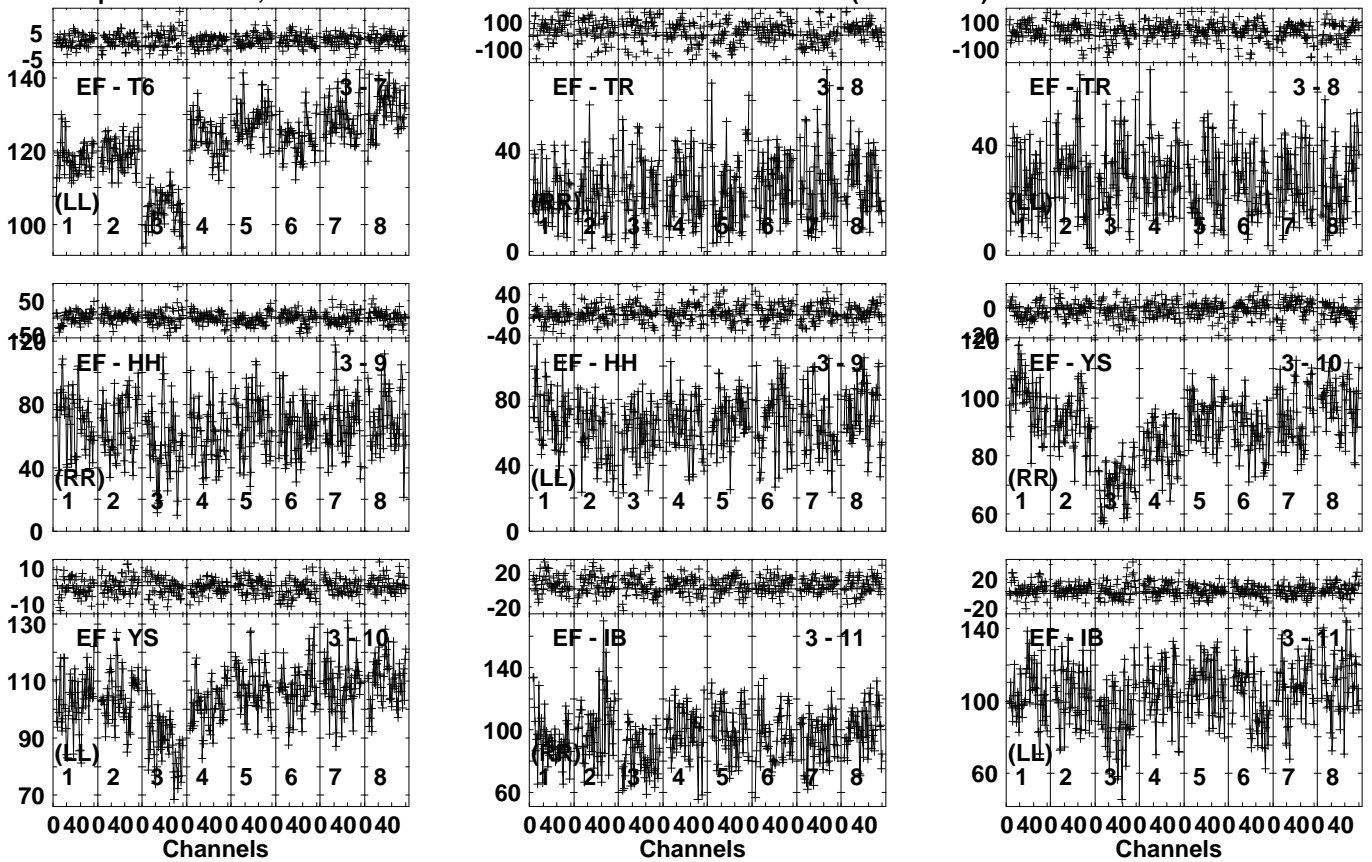 5 100 100
-5 -100 -100
140 EF - T6 3 - 7 EF - TR 3 - 8 EF - TR 3 - 8
120 40 40
(LL) (RR) (LL)
100 1 2 3 4 5 6 7 8 1 2 3 4 5 6 7 8 1 2 3 4 5 6 7 8
0 0
50 40 0
0
-50 -40 -20
120 EF - HH 3 - 9 EF - HH 3 - 9 120 EF - YS 3 - 10
80 80 100
40 40 80
(RR) (LL) (RR)
1 2 3 4 5 6 7 8 1 2 3 4 5 6 7 8 60 1 2 3 4 5 6 7 8
0 0
10 20 20
-10 -20 -20
130 EF - YS 3 - 10 EF - IB 3 - 11 140 EF - IB 3 - 11
110 140 100
90 100
(LL) (RR) (LL)
70 1 2 3 4 5 6 7 8 60 1 2 3 4 5 6 7 8 60 1 2 3 4 5 6 7 8
0 40 0 40 0 40 0 40 0 40 0 40 0 40 0 40 0 40 0 40 0 40 0 40 0 40 0 40 0 40 0 40 0 40 0 40 0 40 0 40 0 40 0 40 0 40 0 40
Channels Channels Channels